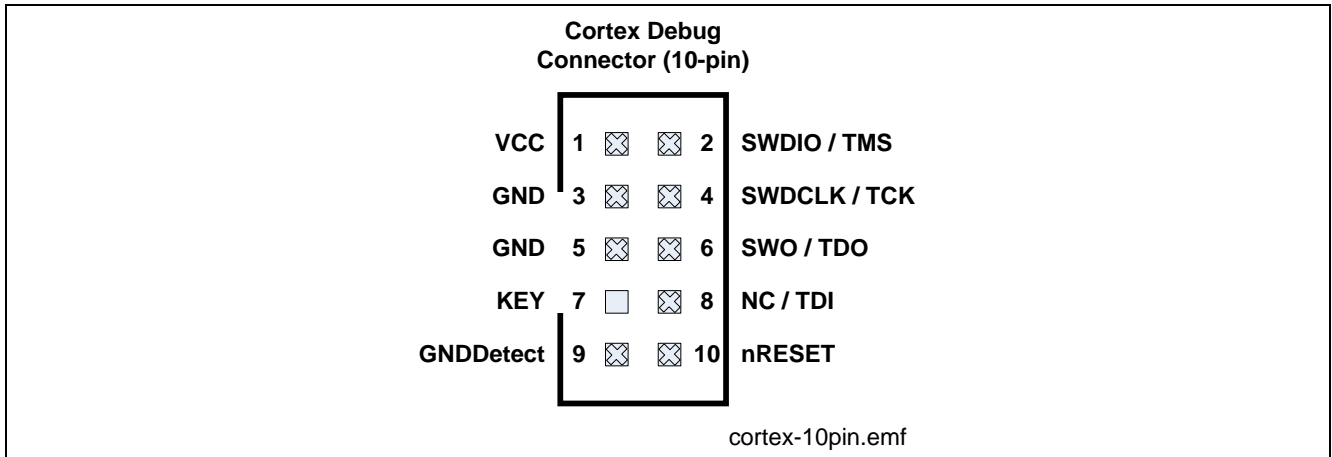 Cortex Debug
Connector (10-pin)
VCC 1 2 SWDIO / TMS
GND 3 4 SWDCLK / TCK
GND 5 6 SWO / TDO
KEY 7 8 NC / TDI
GNDDetect 9 10 nRESET
cortex-10pin.emf